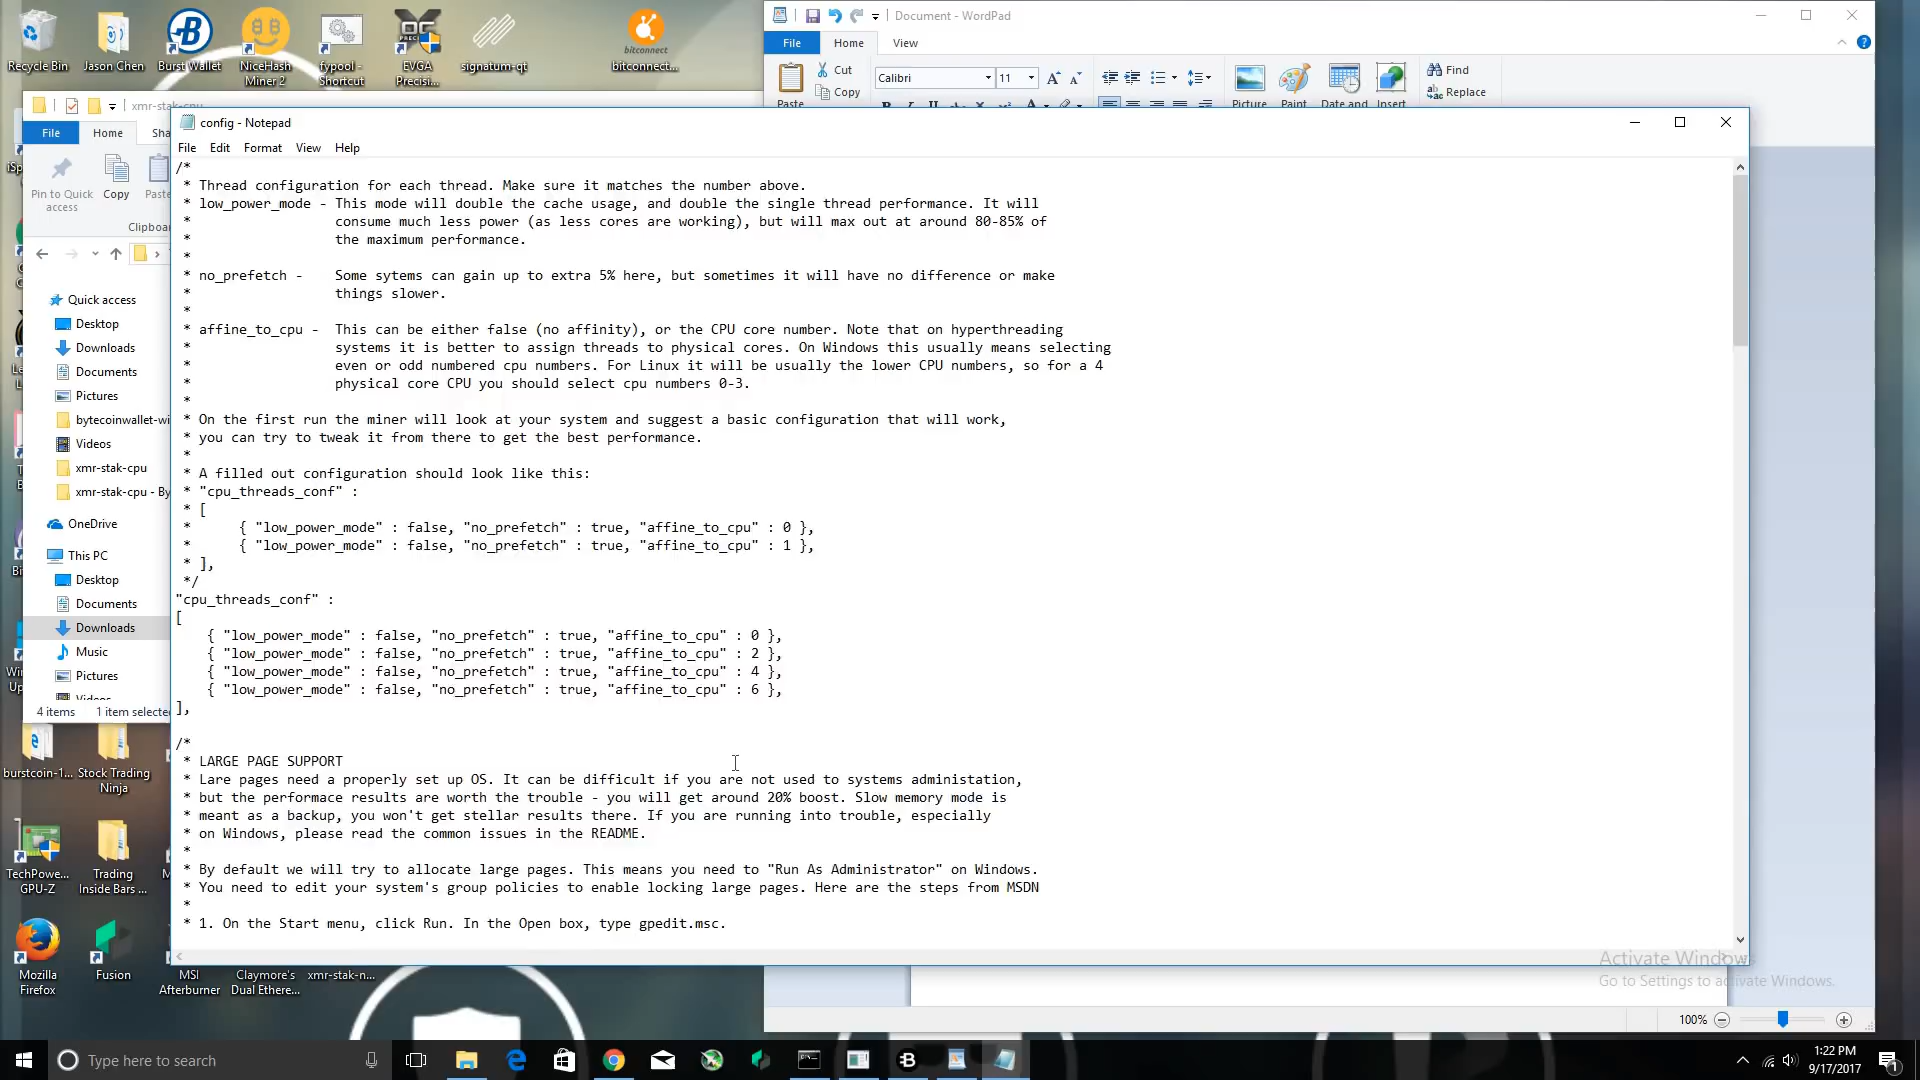 Recycle Bin
Jason Chen
Burst Wallet
NiceHash Miner 2
fypool - Shortcut
EVGA Precisi...
signatum-qt
bitconnect
bitconnect...
Document - WordPad
File Home View
Cut
Copy
Paste
Calibri 11
Picture Paint Date and Insert
Find
Replace
xmr-stak-cpu
File Home Sha
Pin to Quick access
Copy
Paste
Clipboar
Quick access
Desktop
Downloads
Documents
Pictures
bytecoinwallet-wi
Videos
xmr-stak-cpu
xmr-stak-cpu - By
OneDrive
This PC
Desktop
Documents
Downloads
Music
Pictures
Videos
4 items 1 item selecte
config - Notepad
File Edit Format View Help
/*
 * Thread configuration for each thread. Make sure it matches the number above.
 * low_power_mode - This mode will double the cache usage, and double the single thread performance. It will
 *                  consume much less power (as less cores are working), but will max out at around 80-85% of
 *                  the maximum performance.
 *
 * no_prefetch -    Some sytems can gain up to extra 5% here, but sometimes it will have no difference or make
 *                  things slower.
 *
 * affine_to_cpu -  This can be either false (no affinity), or the CPU core number. Note that on hyperthreading
 *                  systems it is better to assign threads to physical cores. On Windows this usually means selecting
 *                  even or odd numbered cpu numbers. For Linux it will be usually the lower CPU numbers, so for a 4
 *                  physical core CPU you should select cpu numbers 0-3.
 *
 * On the first run the miner will look at your system and suggest a basic configuration that will work,
 * you can try to tweak it from there to get the best performance.
 *
 * A filled out configuration should look like this:
 * "cpu_threads_conf" :
 * [
 *      { "low_power_mode" : false, "no_prefetch" : true, "affine_to_cpu" : 0 },
 *      { "low_power_mode" : false, "no_prefetch" : true, "affine_to_cpu" : 1 },
 * ],
 */
"cpu_threads_conf" :
[
    { "low_power_mode" : false, "no_prefetch" : true, "affine_to_cpu" : 0 },
    { "low_power_mode" : false, "no_prefetch" : true, "affine_to_cpu" : 2 },
    { "low_power_mode" : false, "no_prefetch" : true, "affine_to_cpu" : 4 },
    { "low_power_mode" : false, "no_prefetch" : true, "affine_to_cpu" : 6 },
],
/*
 * LARGE PAGE SUPPORT
 * Lare pages need a properly set up OS. It can be difficult if you are not used to systems administation,
 * but the performace results are worth the trouble - you will get around 20% boost. Slow memory mode is
 * meant as a backup, you won't get stellar results there. If you are running into trouble, especially
 * on Windows, please read the common issues in the README.
 *
 * By default we will try to allocate large pages. This means you need to "Run As Administrator" on Windows.
 * You need to edit your system's group policies to enable locking large pages. Here are the steps from MSDN
 *
 * 1. On the Start menu, click Run. In the Open box, type gpedit.msc.
burstcoin-1...
Stock Trading Ninja
TechPowe... GPU-Z
Trading Inside Bars ...
Mozilla Firefox
Fusion
MSI Afterburner
Claymore's Dual Ethere...
xmr-stak-n...
Activate Windows
Go to Settings to activate Windows.
100%
Type here to search
1:22 PM
9/17/2017
1